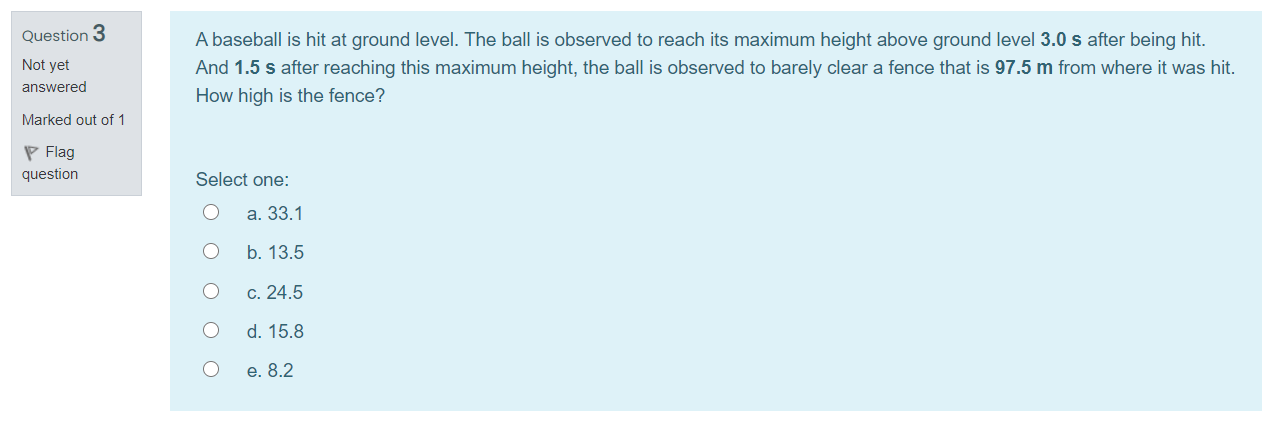 Question 3
Not yet
answered
Marked out of 1
Flag
question
A baseball is hit at ground level. The ball is observed to reach its maximum height above ground level 3.0 s after being hit.
And 1.5 s after reaching this maximum height, the ball is observed to barely clear a fence that is 97.5 m from where it was hit.
How high is the fence?
Select one:
a. 33.1
b. 13.5
c. 24.5
d. 15.8
e. 8.2